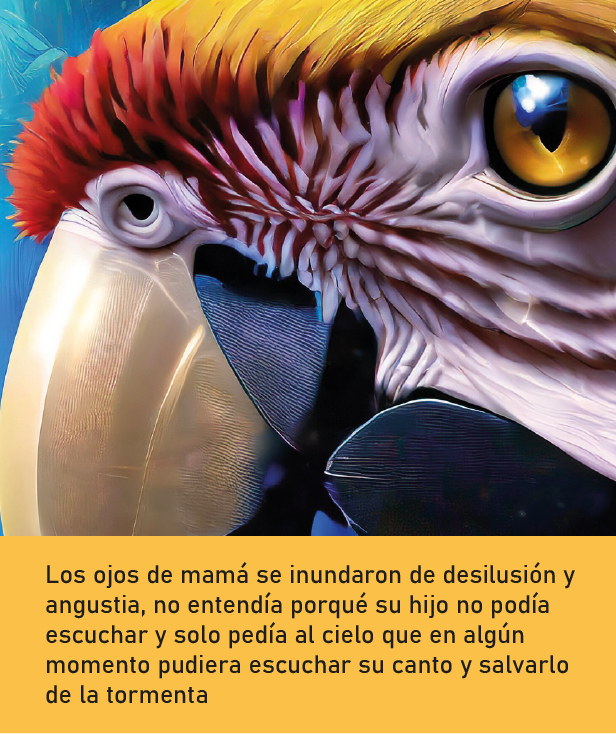 Los ojos de mamá se inundaron de desilusión y
angustia, no entendía porqué su hijo no podía
escuchar y solo pedía al cielo que en algún
momento pudiera escuchar su canto y salvarlo
de la tormenta